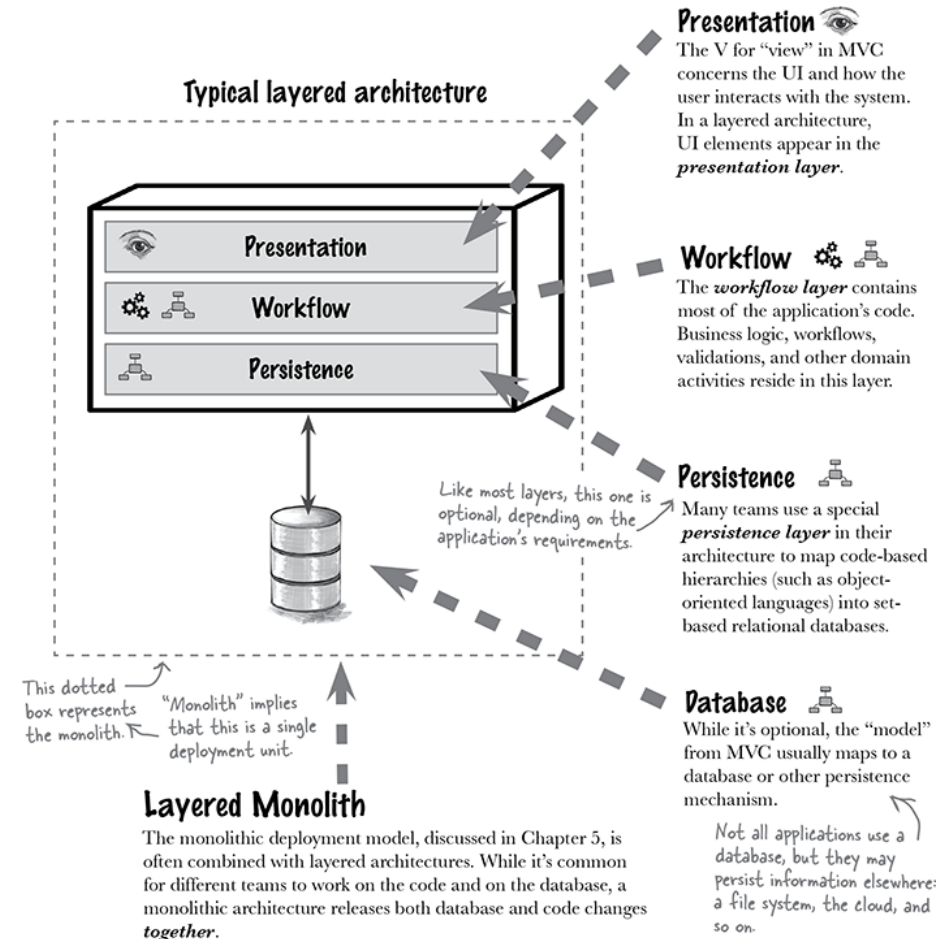 Typical layered architecture
Presentation
Workflow
Persistence
Presentation
The V for “view” in MVC
concerns the UI and how the
user interacts with the system.
In a layered architecture,
UI elements appear in the
presentation layer.
Workflow
The workflow layer contains
most of the application’s code.
Business logic, workflows,
validations, and other domain
activities reside in this layer.
Persistence
Many teams use a special
persistence layer in their
architecture to map code-based
hierarchies (such as object-
oriented languages) into set-
based relational databases.
Like most layers, this one is
optional, depending on the
application’s requirements.
Database
While it’s optional, the “model”
from MVC usually maps to a
database or other persistence
mechanism.
Not all applications use a
database, but they may
persist information elsewhere:
a file system, the cloud, and
so on.
This dotted
box represents
the monolith.
“Monolith” implies
that this is a single
deployment unit.
Layered Monolith
The monolithic deployment model, discussed in Chapter 5, is
often combined with layered architectures. While it’s common
for different teams to work on the code and on the database, a
monolithic architecture releases both database and code changes
together.